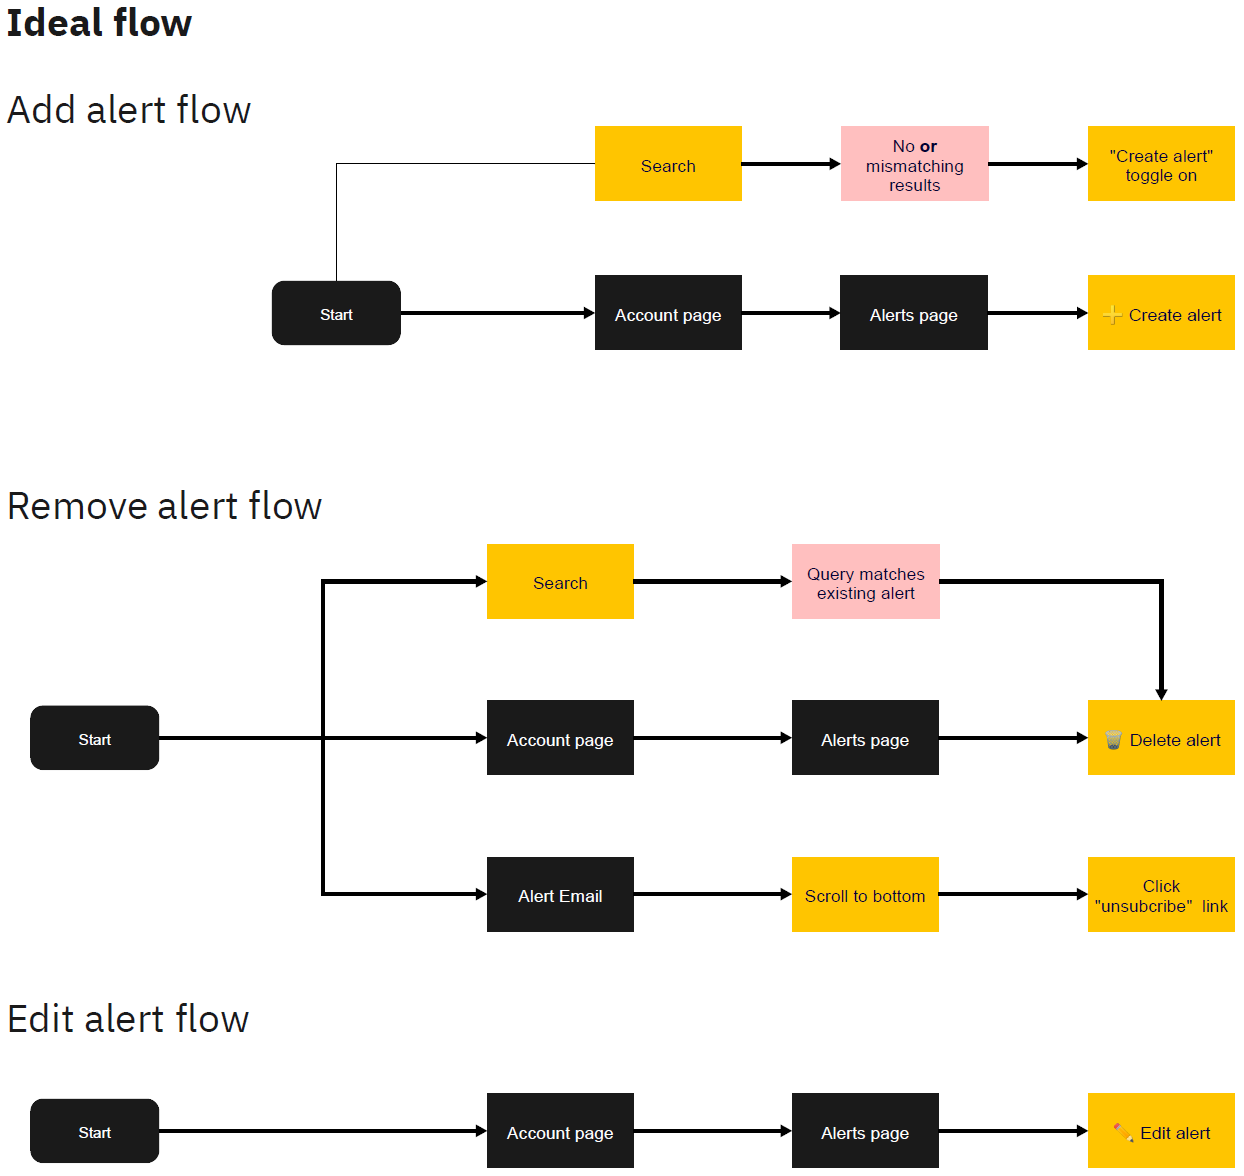 Ideal flow
Add alert flow
Search
No or
mismatching
results
"Create alert"
toggle on
Start
Account page
Alerts page
➕ Create alert
Remove alert flow
Search
Query matches
existing alert
Start
Account page
Alerts page
🗑️ Delete alert
Alert Email
Scroll to bottom
Click
"unsubcribe"  link
Edit alert flow
Start
Account page
Alerts page
✏️ Edit alert